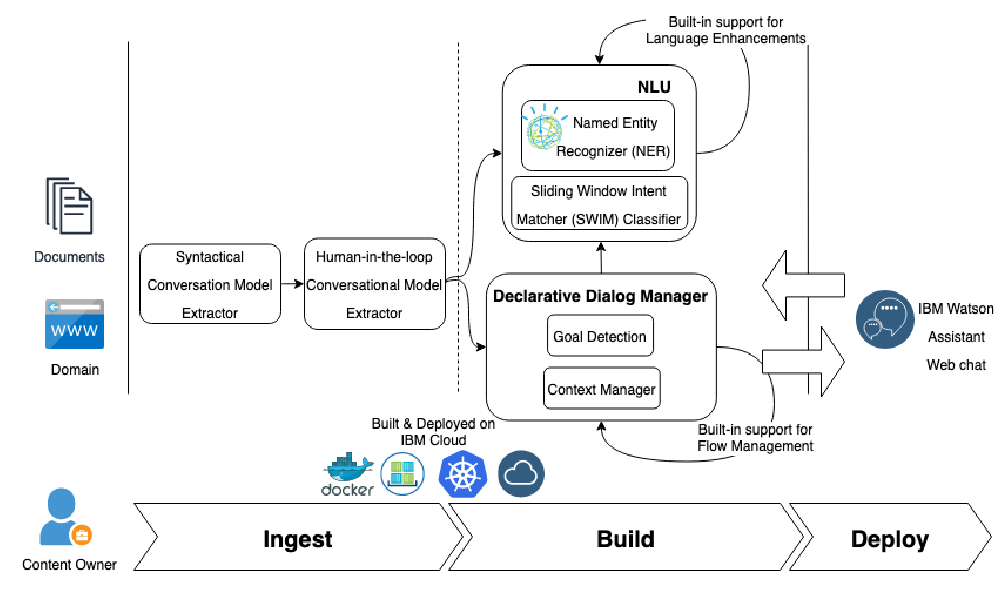 Built-in support for
Language Enhancements
NLU
Named Entity
Recognizer (NER)
Sliding Window Intent
Matcher (SWIM) Classifier
Documents
Syntactical
Conversation Model
Extractor
Human-in-the-loop
Conversational Model
Extractor
Declarative Dialog Manager
Goal Detection
Context Manager
WWW
Domain
IBM Watson
Assistant
Web chat
Built-in support for
Flow Management
Built & Deployed on
IBM Cloud
docker
Content Owner
Ingest
Build
Deploy